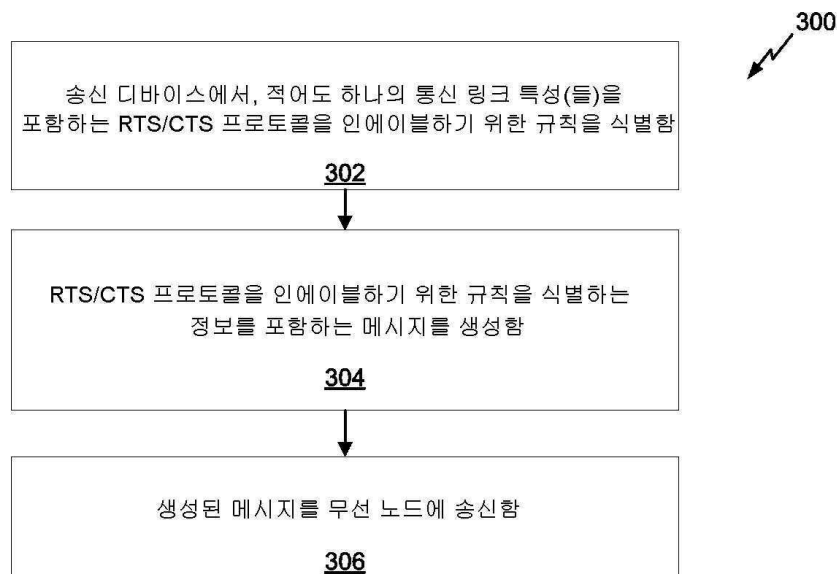 300
송신 디바이스에서, 적어도 하나의 통신 링크 특성(들)을
포함하는 RTS/CTS 프로토콜을 인에이블하기 위한 규칙을 식별함
302
RTS/CTS 프로토콜을 인에이블하기 위한 규칙을 식별하는
정보를 포함하는 메시지를 생성함
304
생성된 메시지를 무선 노드에 송신함
306